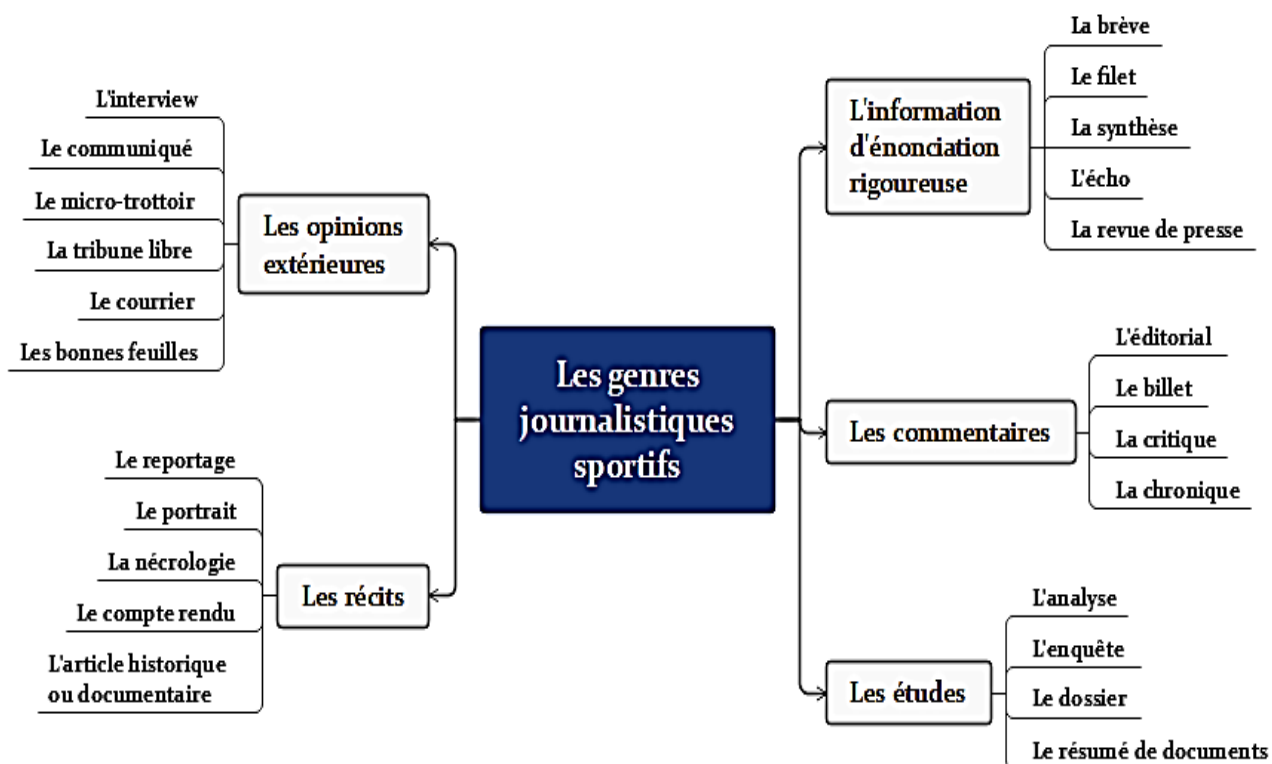 Les genres
journalistiques
sportifs
L'information
d'énonciation
rigoureuse
La brève
Le filet
La synthèse
L'écho
La revue de presse
Les commentaires
L'éditorial
Le billet
La critique
La chronique
Les études
L'analyse
L'enquête
Le dossier
Le résumé de documents
Les opinions
extérieures
L'interview
Le communiqué
Le micro-trottoir
La tribune libre
Le courrier
Les bonnes feuilles
Les récits
Le reportage
Le portrait
La nécrologie
Le compte rendu
L'article historique
ou documentaire